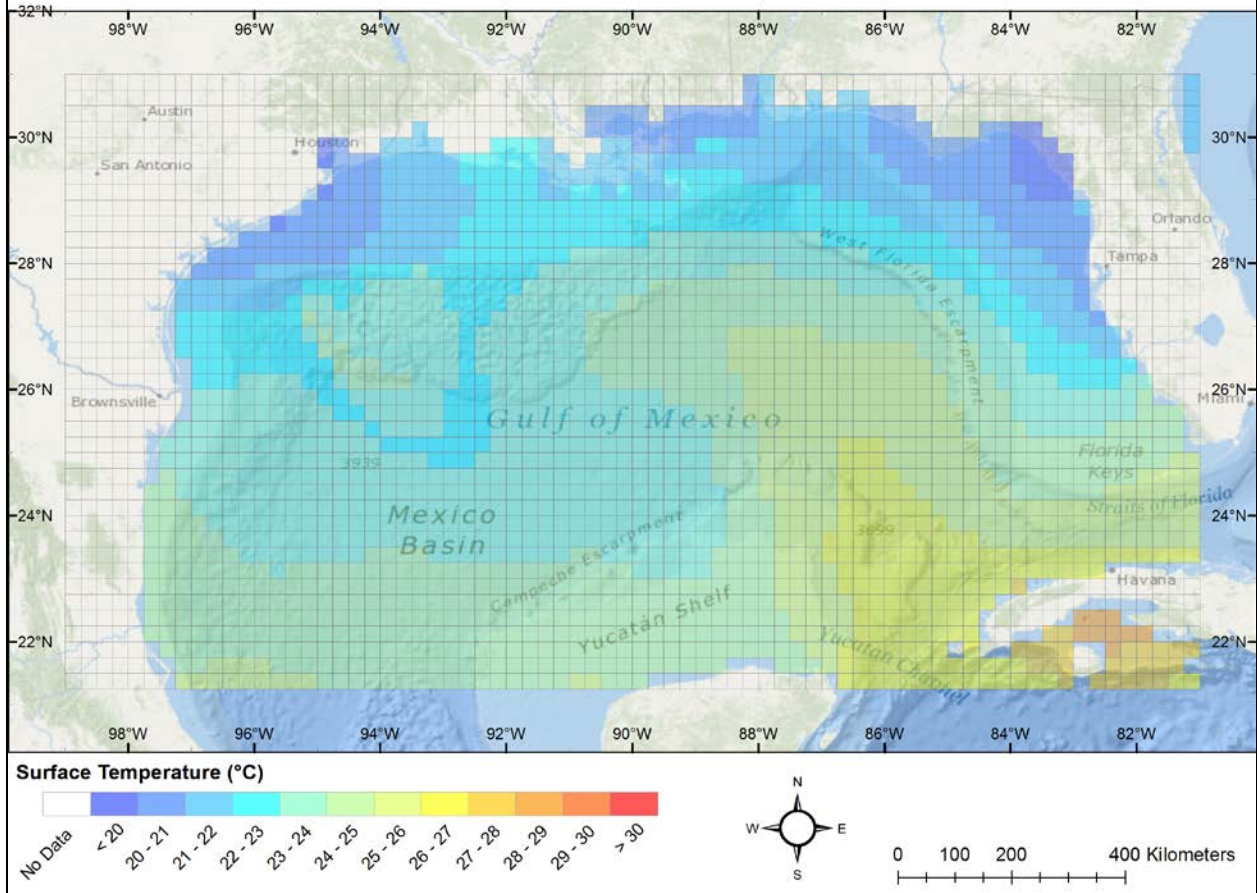 98°W 96°W 94°W 92°W 90°W 88°W 86°W 84°W 82°W
Austin
30°N 30°N
Houston
San Antonio
Orlando
West Florida Escarpment
28°N 28°N
Tampa
26°N 26°N
Brownsville
Miami
Gulf of Mexico
Florida
Keys
3939
Straits of Florida
24°N 24°N
Mexico
Basin
3699
Campeche Escarpment
Havana
Yucatán Shelf
22°N 22°N
Yucatan Channel
98°W 96°W 94°W 92°W 90°W 88°W 86°W 84°W 82°W
Surface Temperature (°C)
No Data < 20 20 - 21 21 - 22 22 - 23 23 - 24 24 - 25 25 - 26 26 - 27 27 - 28 28 - 29 29 - 30 > 30
N
W E
S
0 100 200 400 Kilometers